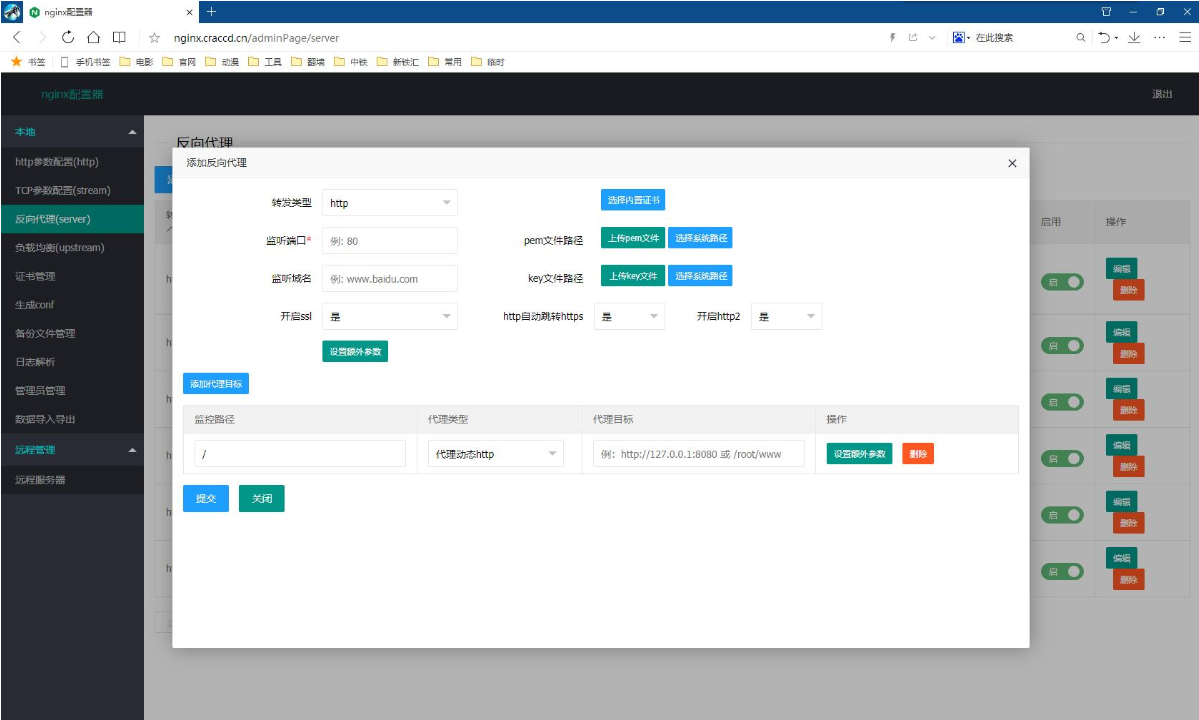 nginx配置器
nginx.craccd.cn/adminPage/server
在此搜索
书签 手机书签 电影 官网 动漫 工具 翻墙 中铁 新铁汇 常用 临时
nginx配置器
退出
本地
http参数配置(http)
TCP参数配置(stream)
反向代理(server)
负载均衡(upstream)
证书管理
生成conf
备份文件管理
日志解析
管理员管理
数据导入导出
远程管理
远程服务器
反向代理
添加反向代理
转发类型 http 选择内置证书
监听端口* 例: 80 pem文件路径 上传pem文件 选择系统路径
监听域名 例: www.baidu.com key文件路径 上传key文件 选择系统路径
开启ssl 是 http自动跳转https 是 开启http2 是
设置额外参数
添加代理目标
监控路径 代理类型 代理目标 操作
/ 代理动态http 例: http://127.0.0.1:8080 或 /root/www 设置额外参数 删除
提交 关闭
启用 操作
启 编辑
删除
启 编辑
删除
启 编辑
删除
启 编辑
删除
启 编辑
删除
启 编辑
删除